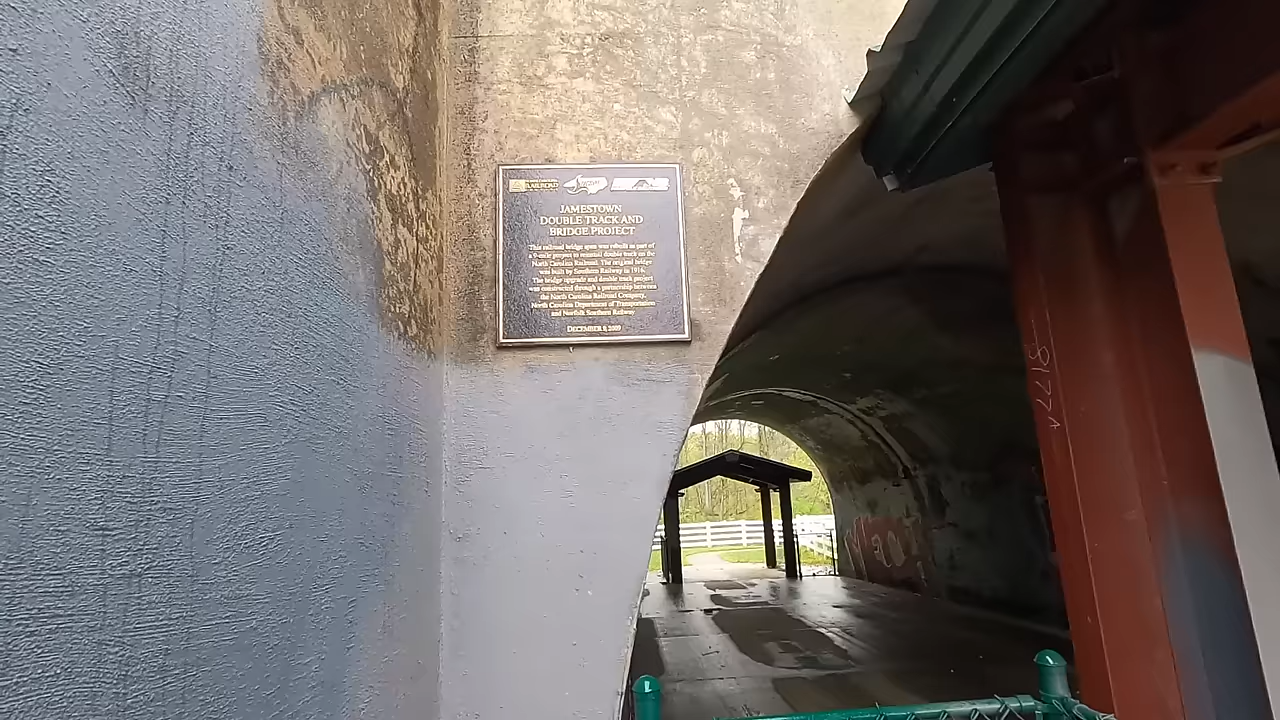 RAILROAD
JAMESTOWN
DOUBLE TRACK AND
BRIDGE PROJECT
This railroad bridge span was rebuilt as part of
a 9-mile project to reinstall double track on the
North Carolina Railroad. The original bridge
was built by Southern Railway in 1916.
The bridge upgrade and double track project
was constructed through a partnership between
the North Carolina Railroad Company,
North Carolina Department of Transportation
and Norfolk Southern Railway
DECEMBER 8, 2009